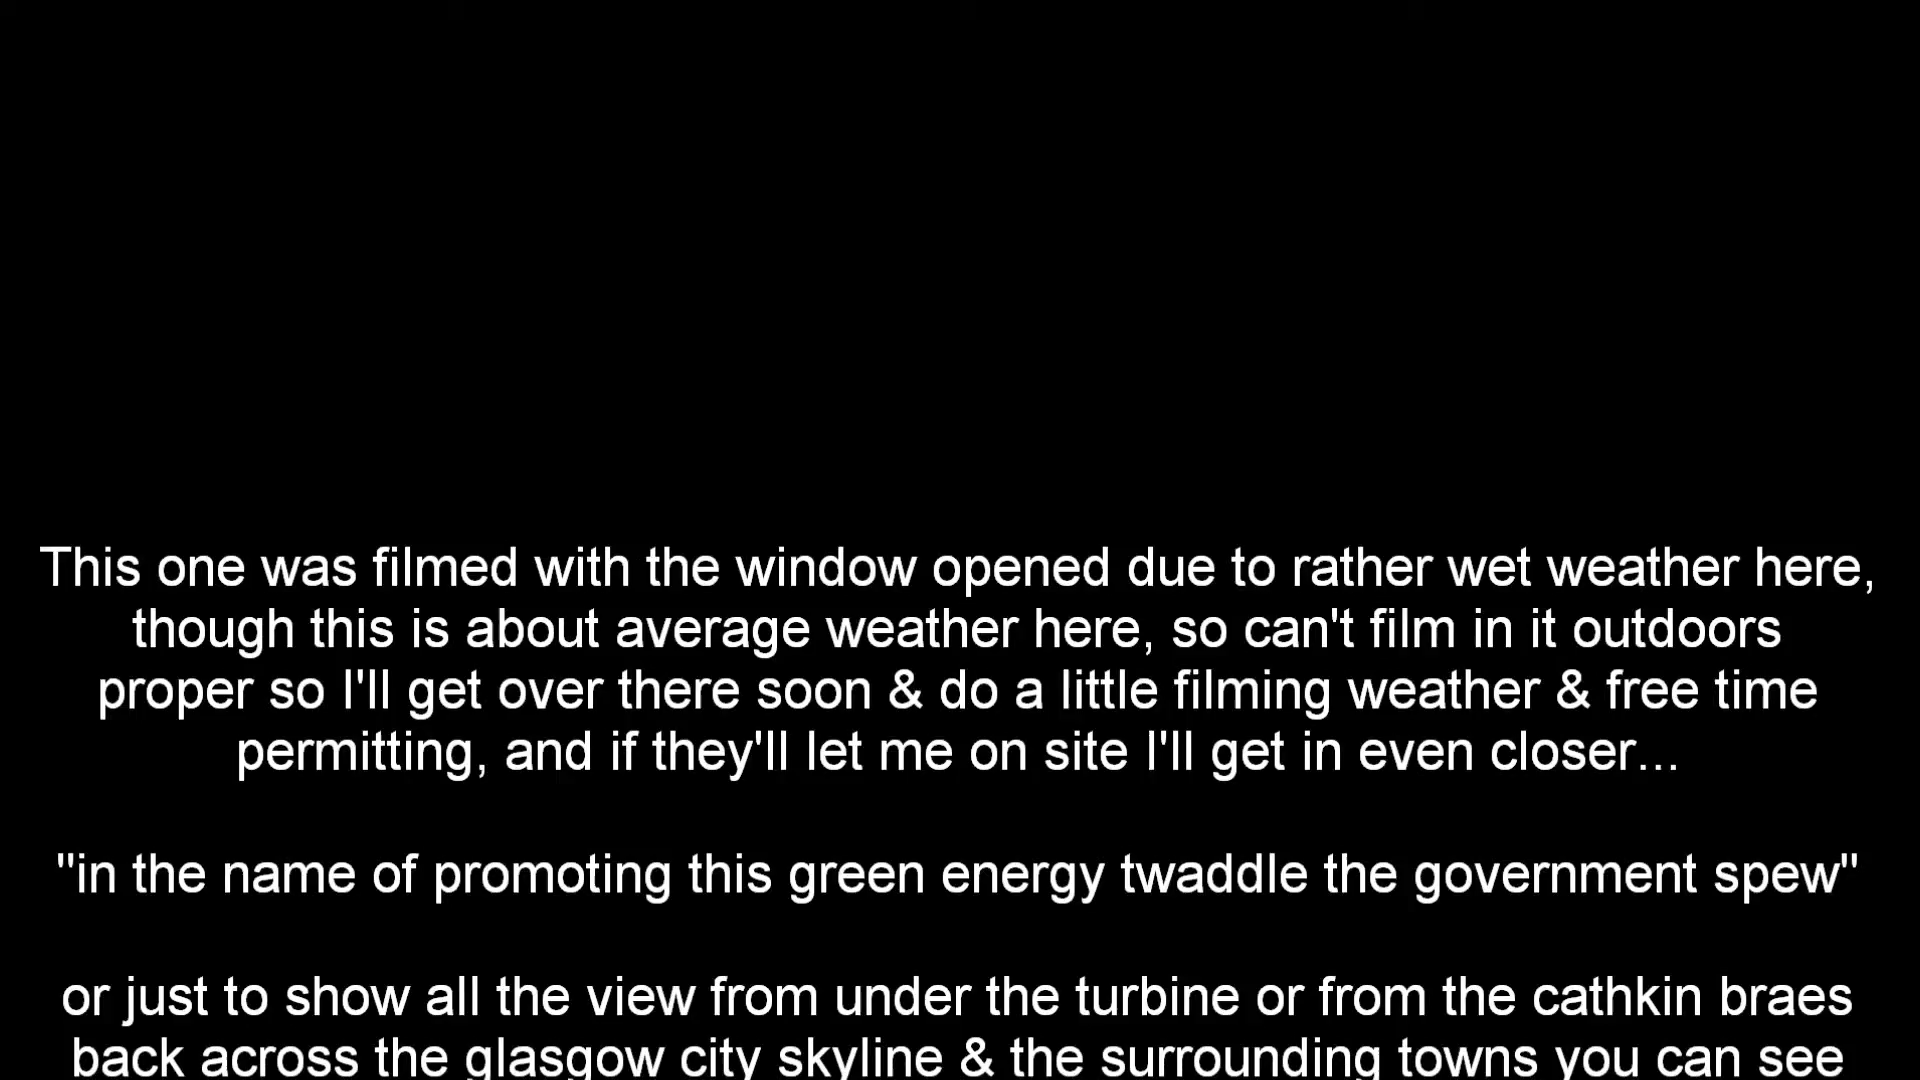 This one was filmed with the window opened due to rather wet weather here,
though this is about average weather here, so can't film in it outdoors
proper so I'll get over there soon & do a little filming weather & free time
permitting, and if they'll let me on site I'll get in even closer...
"in the name of promoting this green energy twaddle the government spew"
or just to show all the view from under the turbine or from the cathkin braes
back across the glasgow city skyline & the surrounding towns you can see